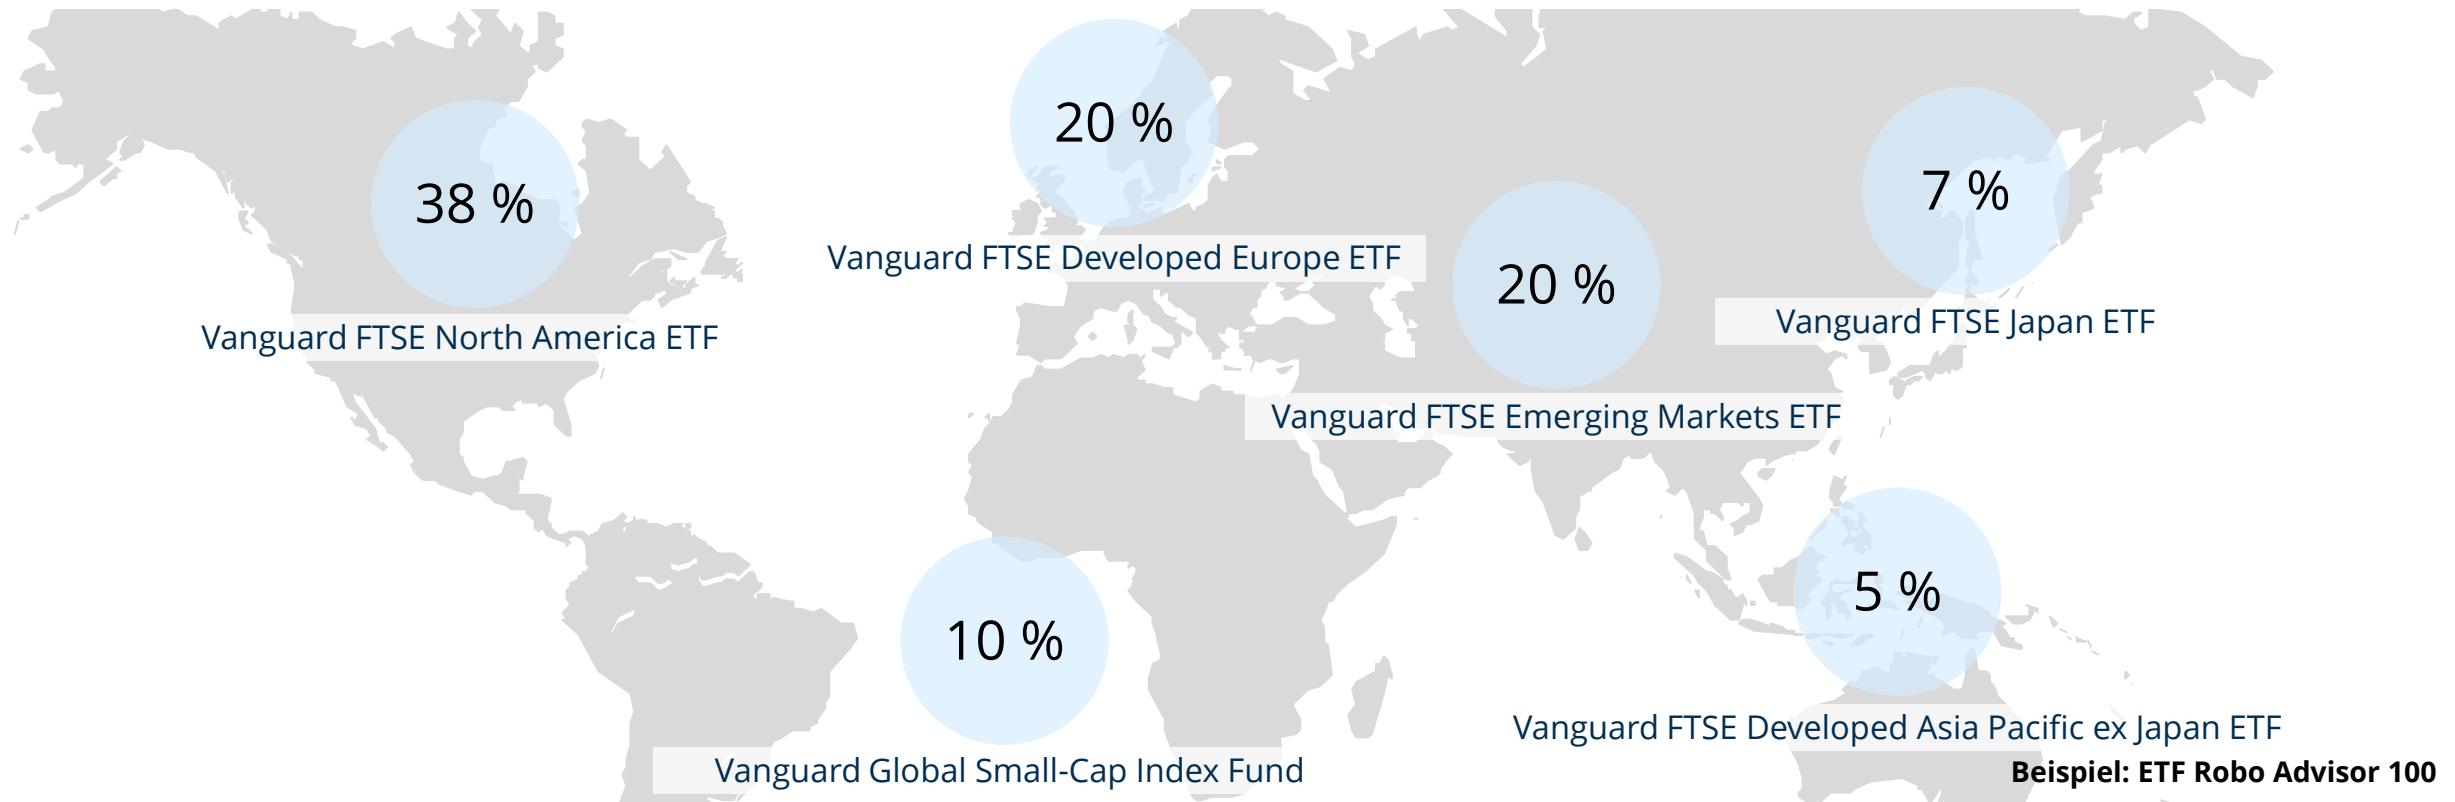 38 %
Vanguard FTSE North America ETF
20 %
Vanguard FTSE Developed Europe ETF
20 %
Vanguard FTSE Emerging Markets ETF
7 %
Vanguard FTSE Japan ETF
10 %
Vanguard Global Small-Cap Index Fund
5 %
Vanguard FTSE Developed Asia Pacific ex Japan ETF
Beispiel: ETF Robo Advisor 100